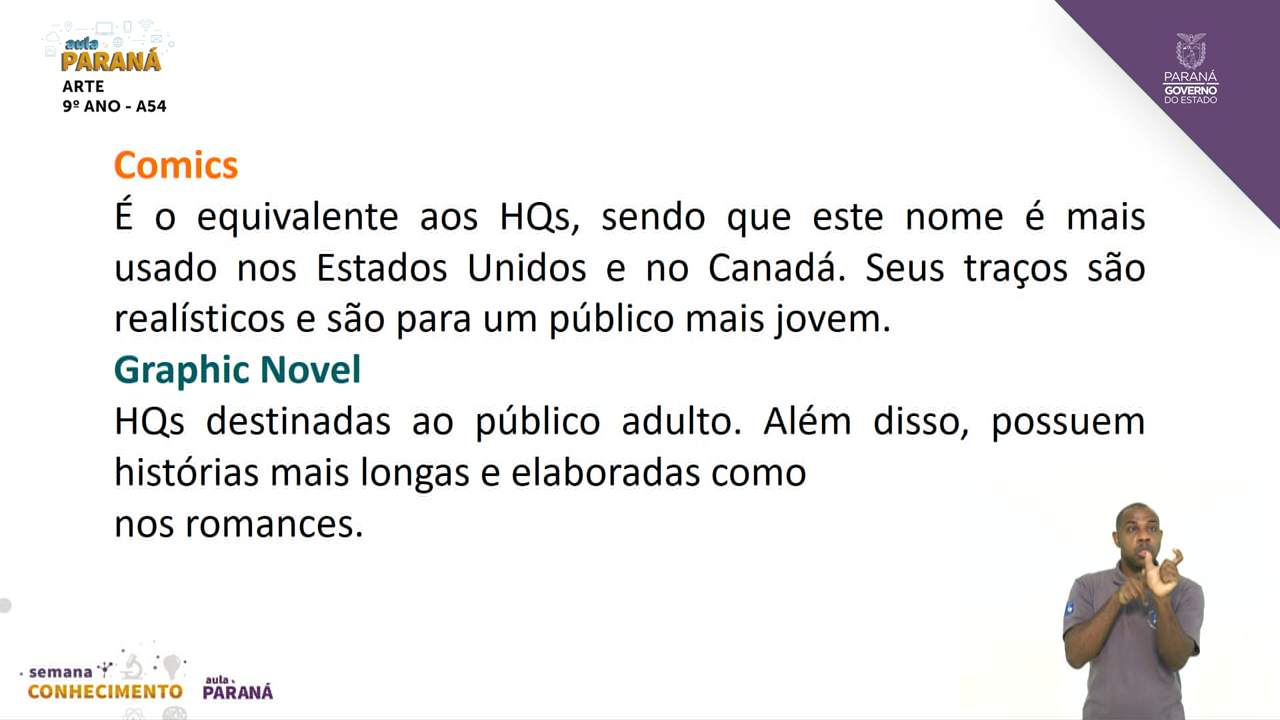 aula
PARANÁ
ARTE
9º ANO - A54
PARANÁ
GOVERNO
DO ESTADO
Comics
É o equivalente aos HQs, sendo que este nome é mais
usado nos Estados Unidos e no Canadá. Seus traços são
realísticos e são para um público mais jovem.
Graphic Novel
HQs destinadas ao público adulto. Além disso, possuem
histórias mais longas e elaboradas como
nos romances.
semana
CONHECIMENTO
aula
PARANÁ